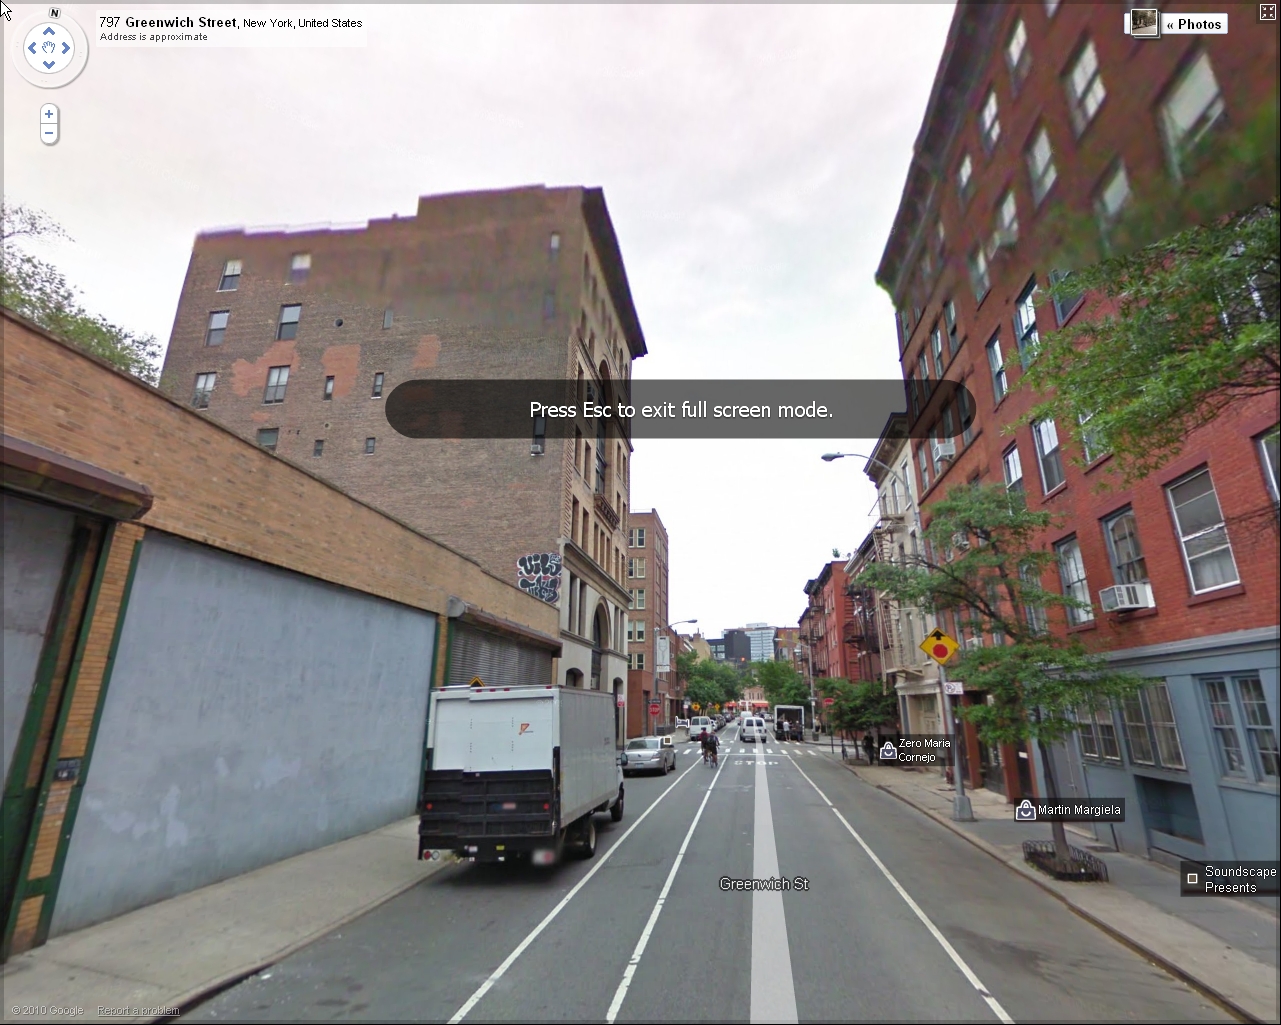 N
797 Greenwich Street, New York, United States
Address is approximate
« Photos
Press Esc to exit full screen mode.
STOP
STOP
Zero Maria
Cornejo
Martin Margiela
Soundscape
Presents
Greenwich St
© 2010 Google Report a problem